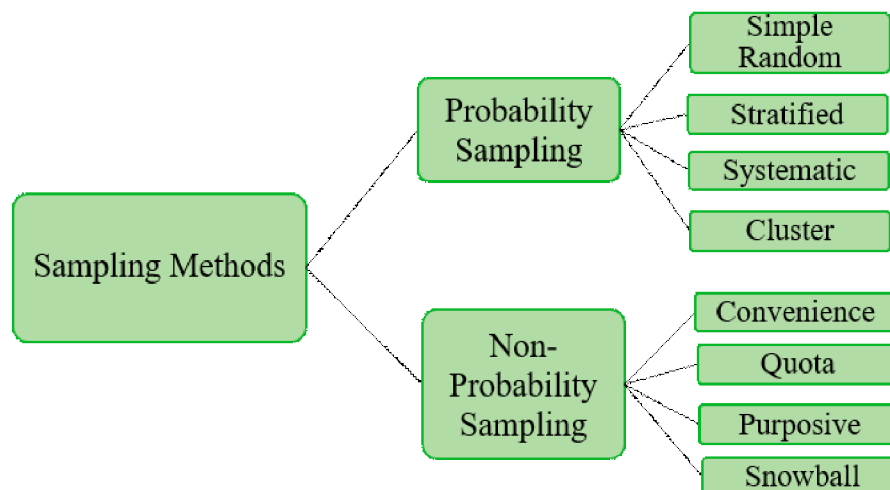 Simple
Random
Probability
Sampling
Stratified
Systematic
Cluster
Sampling Methods
Non-
Probability
Sampling
Convenience
Quota
Purposive
Snowball